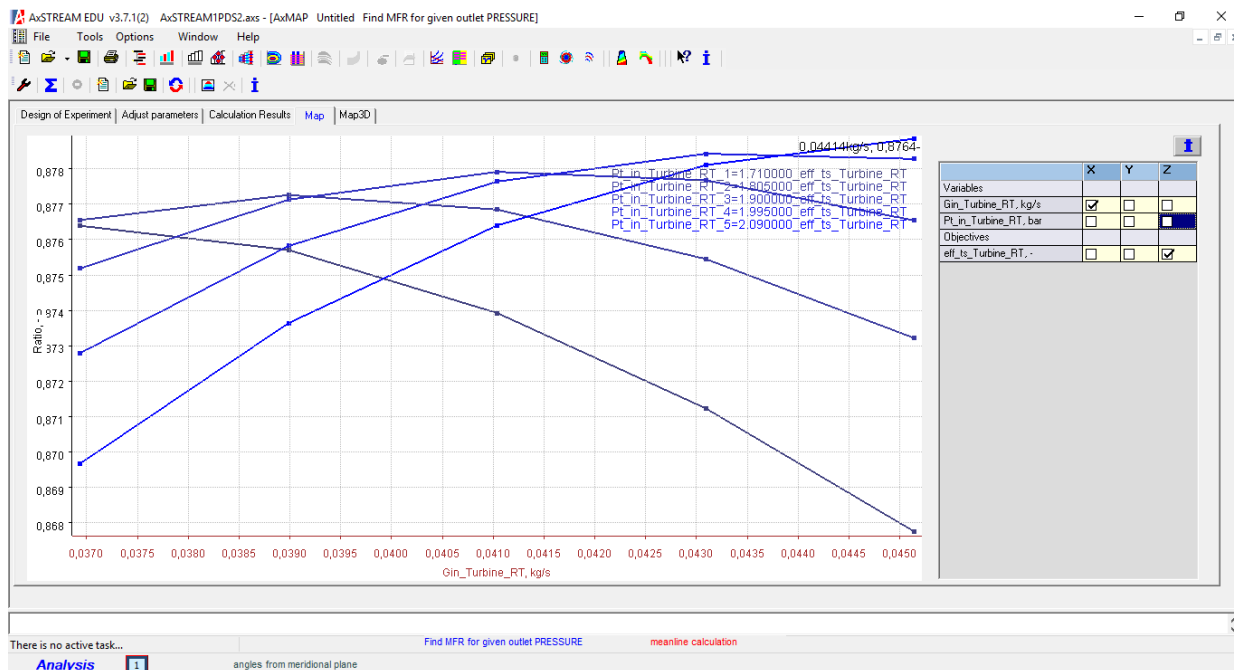 AxSTREAM EDU v3.7.1(2) AxSTREAM1PDS2.axs - [AxMAP Untitled Find MFR for given outlet PRESSURE]
File Tools Options Window Help
Design of Experiment Adjust parameters Calculation Results Map Map3D
0,04414kg/s, 0,8764-
Pt_in_Turbine_RT_1=1.710000_eff_ts_Turbine_RT
Pt_in_Turbine_RT_2=1.805000_eff_ts_Turbine_RT
Pt_in_Turbine_RT_3=1.900000_eff_ts_Turbine_RT
Pt_in_Turbine_RT_4=1.995000_eff_ts_Turbine_RT
Pt_in_Turbine_RT_5=2.090000_eff_ts_Turbine_RT
0,878
0,877
0,876
0,875
0,874
0,873
0,872
0,871
0,870
0,869
0,868
Ratio, -
0,0370 0,0375 0,0380 0,0385 0,0390 0,0395 0,0400 0,0405 0,0410 0,0415 0,0420 0,0425 0,0430 0,0435 0,0440 0,0445 0,0450
Gin_Turbine_RT, kg/s
X Y Z
Variables
Gin_Turbine_RT, kg/s
Pt_in_Turbine_RT, bar
Objectives
eff_ts_Turbine_RT, -
There is no active task...
Find MFR for given outlet PRESSURE
meanline calculation
Analysis
1
angles from meridional plane